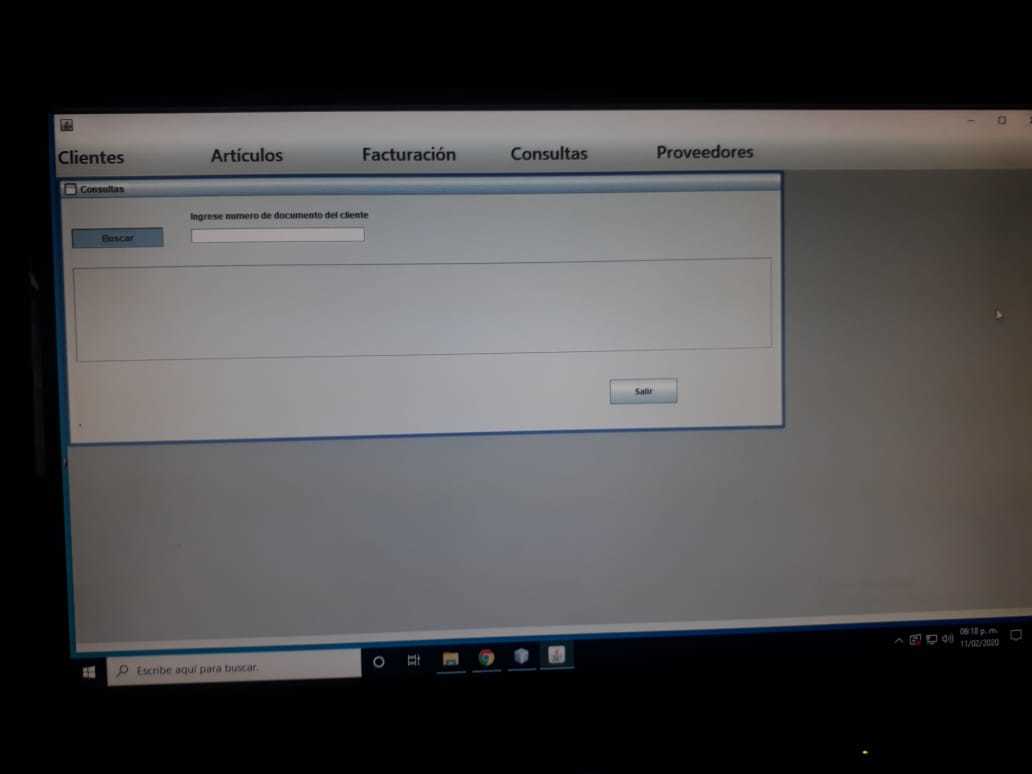 Clientes Artículos Facturación Consultas Proveedores
Consultas
Ingrese numero de documento del cliente
Buscar
Salir
Escribe aquí para buscar.
06:18 p. m.
11/02/2020